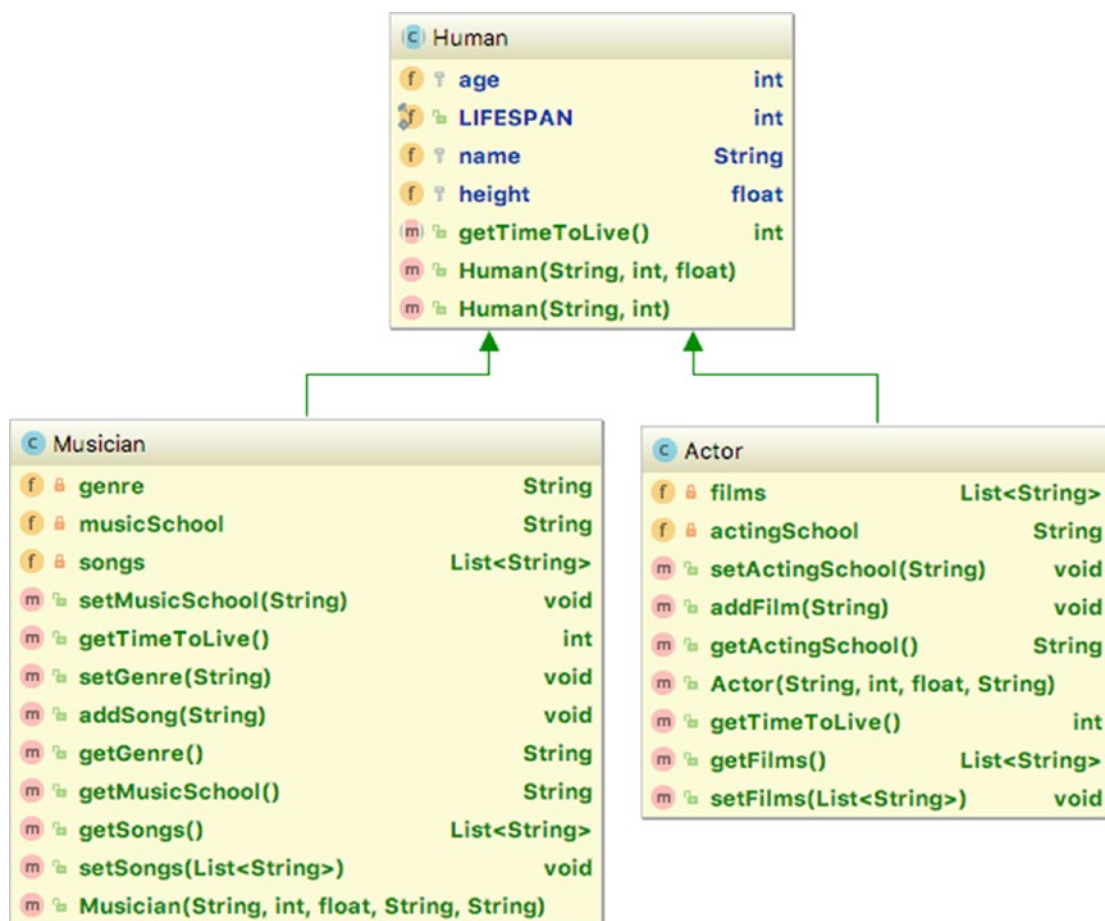 C Human
f age int
f LIFESPAN int
f name String
f height float
m getTimeToLive() int
m Human(String, int, float)
m Human(String, int)
C Musician
f genre String
f musicSchool String
f songs List<String>
m setMusicSchool(String) void
m getTimeToLive() int
m setGenre(String) void
m addSong(String) void
m getGenre() String
m getMusicSchool() String
m getSongs() List<String>
m setSongs(List<String>) void
m Musician(String, int, float, String, String)
C Actor
f films List<String>
f actingSchool String
m setActingSchool(String) void
m addFilm(String) void
m getActingSchool() String
m Actor(String, int, float, String)
m getTimeToLive() int
m getFilms() List<String>
m setFilms(List<String>) void